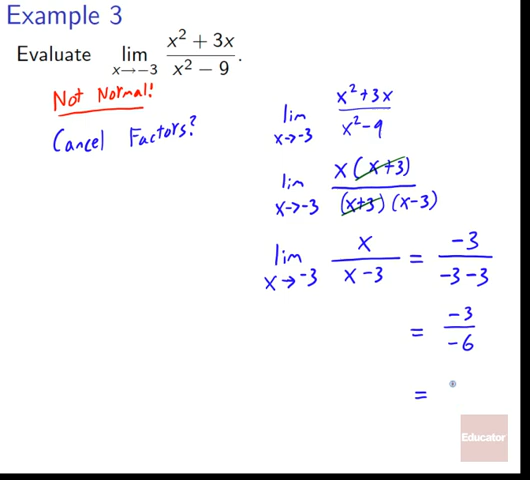 Example 3
Evaluate lim x→−3 (x² + 3x)/(x² − 9).
Not Normal!
Cancel Factors?
lim x→-3 (x²+3x)/(x²-9)
lim x→-3 x(x+3)/((x+3)(x-3))
lim x→-3 x/(x-3) = -3/(-3-3)
= -3/-6
=
Educator